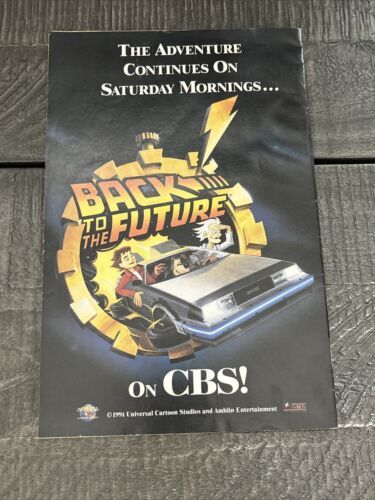 THE ADVENTURE
CONTINUES ON
SATURDAY MORNINGS...
BACK
TO THE FUTURE
ON CBS!
©1991 Universal Cartoon Studios and Amblin Entertainment